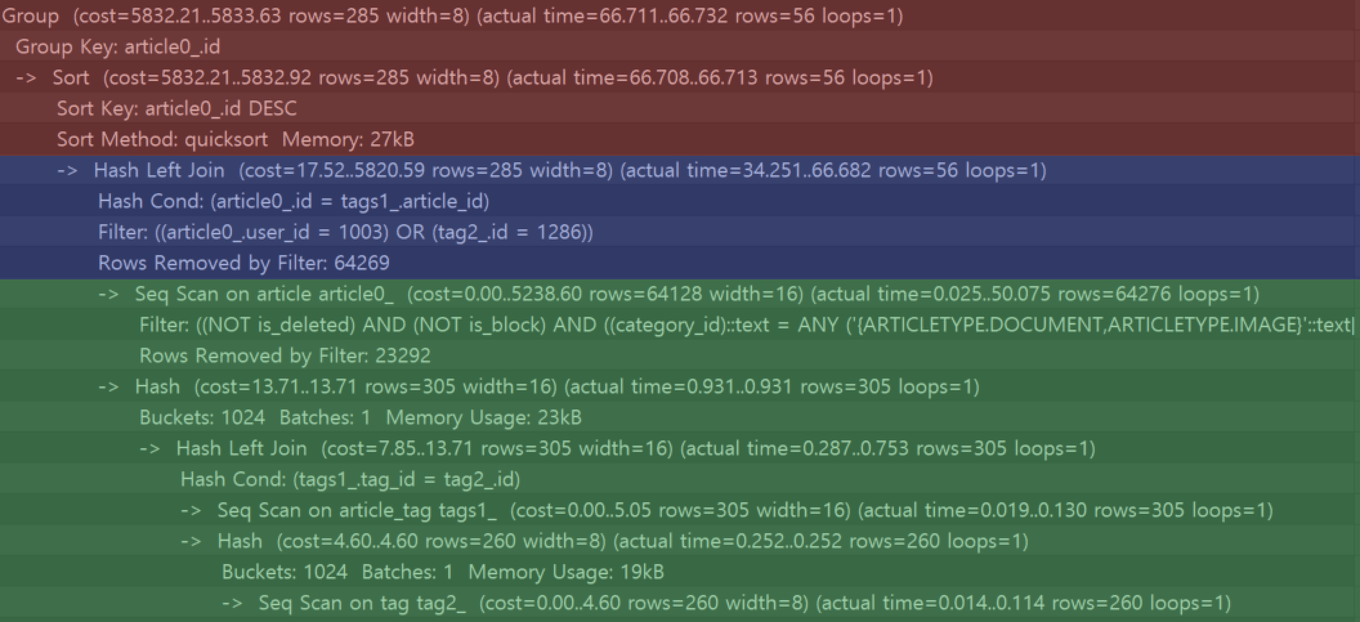 Group (cost=5832.21..5833.63 rows=285 width=8) (actual time=66.711..66.732 rows=56 loops=1)
Group Key: article0_.id
-> Sort (cost=5832.21..5832.92 rows=285 width=8) (actual time=66.708..66.713 rows=56 loops=1)
Sort Key: article0_.id DESC
Sort Method: quicksort Memory: 27kB
-> Hash Left Join (cost=17.52..5820.59 rows=285 width=8) (actual time=34.251..66.682 rows=56 loops=1)
Hash Cond: (article0_.id = tags1_.article_id)
Filter: ((article0_.user_id = 1003) OR (tag2_.id = 1286))
Rows Removed by Filter: 64269
-> Seq Scan on article article0_ (cost=0.00..5238.60 rows=64128 width=16) (actual time=0.025..50.075 rows=64276 loops=1)
Filter: ((NOT is_deleted) AND (NOT is_block) AND ((category_id)::text = ANY ('{ARTICLETYPE.DOCUMENT,ARTICLETYPE.IMAGE}'::text
Rows Removed by Filter: 23292
-> Hash (cost=13.71..13.71 rows=305 width=16) (actual time=0.931..0.931 rows=305 loops=1)
Buckets: 1024 Batches: 1 Memory Usage: 23kB
-> Hash Left Join (cost=7.85..13.71 rows=305 width=16) (actual time=0.287..0.753 rows=305 loops=1)
Hash Cond: (tags1_.tag_id = tag2_.id)
-> Seq Scan on article_tag tags1_ (cost=0.00..5.05 rows=305 width=16) (actual time=0.019..0.130 rows=305 loops=1)
-> Hash (cost=4.60..4.60 rows=260 width=8) (actual time=0.252..0.252 rows=260 loops=1)
Buckets: 1024 Batches: 1 Memory Usage: 19kB
-> Seq Scan on tag tag2_ (cost=0.00..4.60 rows=260 width=8) (actual time=0.014..0.114 rows=260 loops=1)